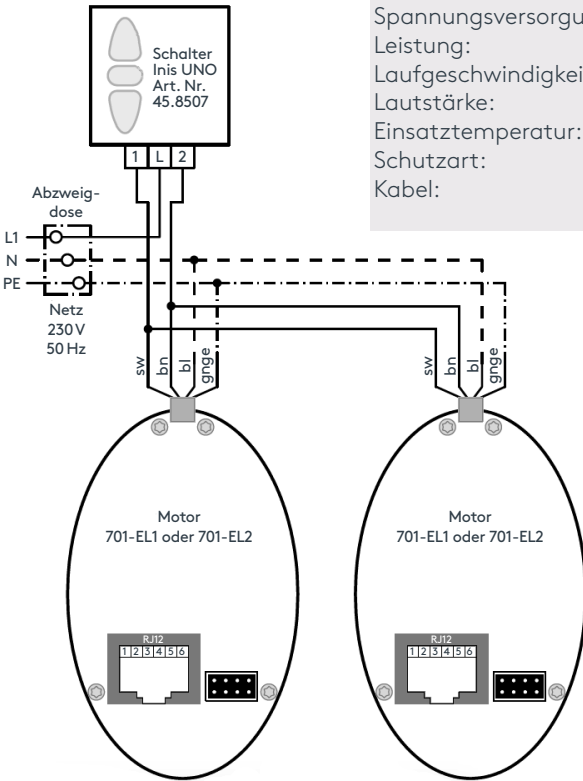 Schalter
Inis UNO
Art. Nr.
45.8507
1 L 2
Leistung:
Lautstärke:
Einsatztemperatur:
Schutzart:
Kabel:
Abzweig-
dose
L1
N
PE
Netz
230 V
50 Hz
sw bn bl gnge
sw bn bl gnge
Motor
701-EL1 oder 701-EL2
Motor
701-EL1 oder 701-EL2
RJ12
1 2 3 4 5 6
RJ12
1 2 3 4 5 6